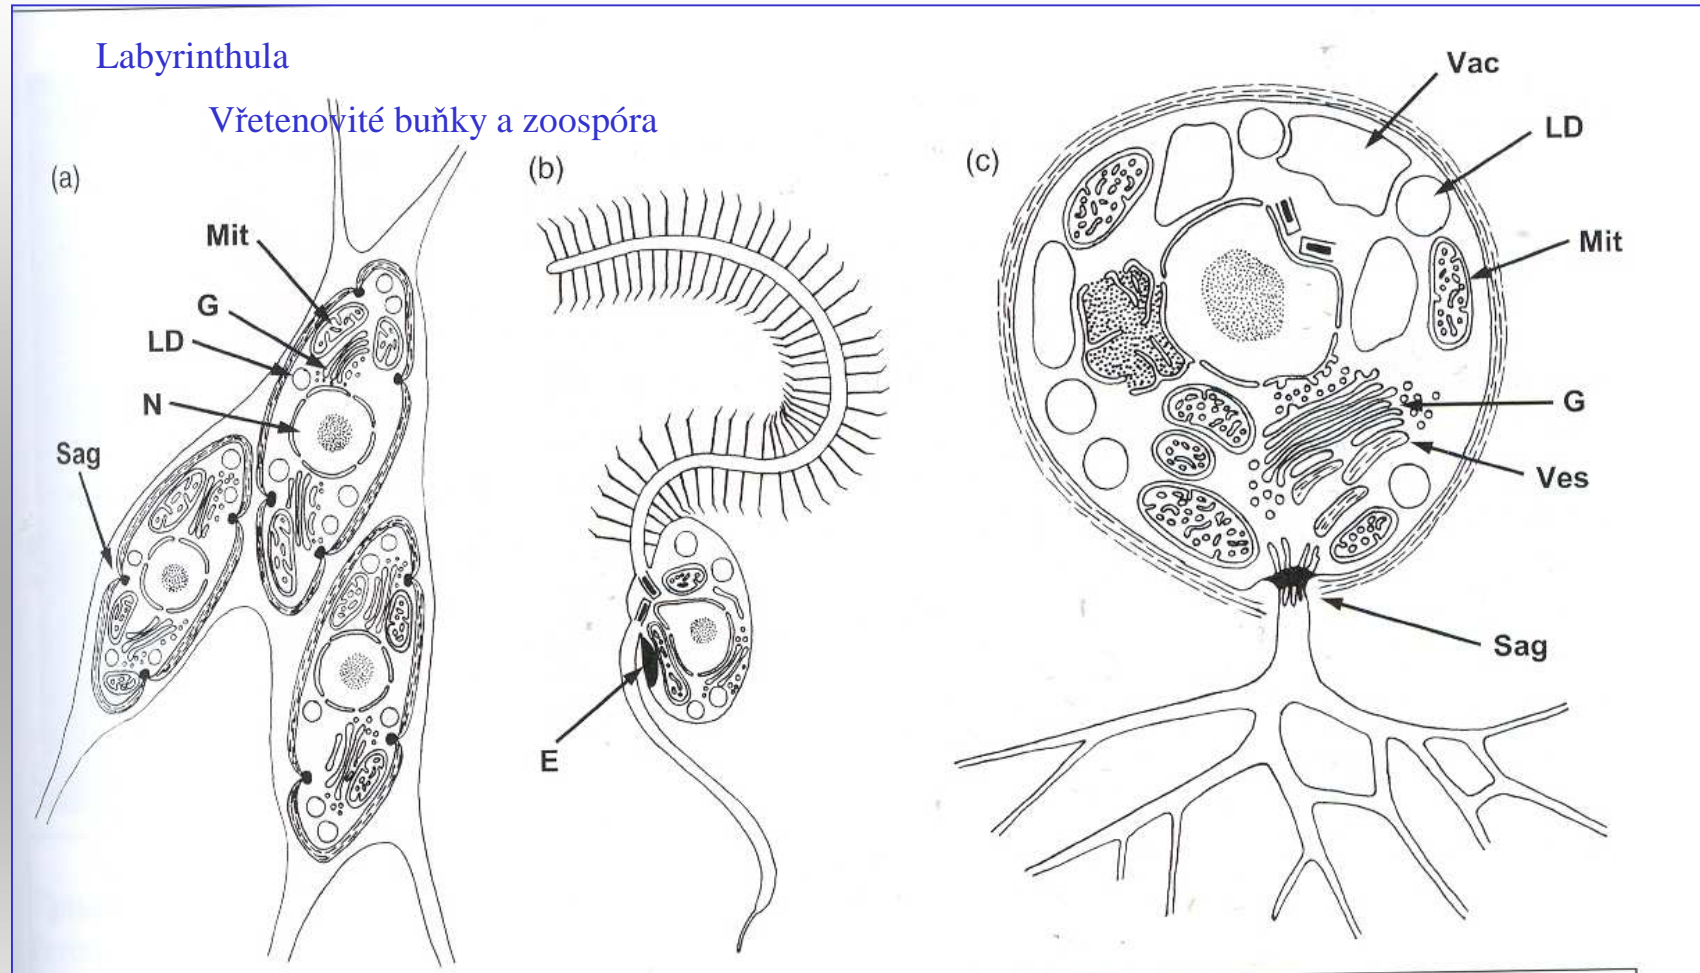 Labyrinthula
Vřetenovité buňky a zoospóra
(a)
Mit
G
LD
N
Sag
(b)
E
(c)
Vac
LD
Mit
G
Ves
Sag